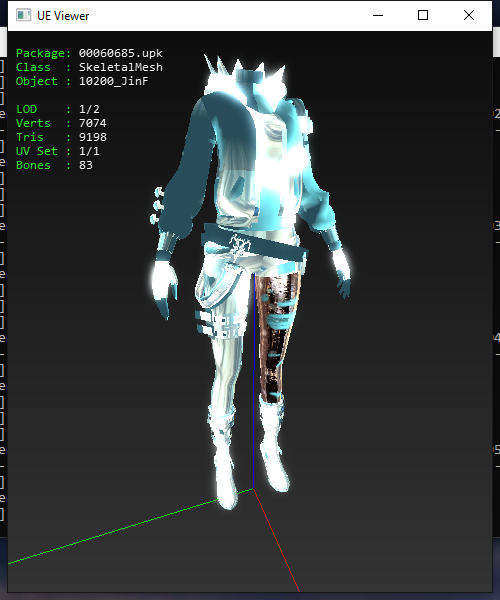 UE Viewer
Package: 00060685.upk
Class : SkeletalMesh
Object : 10200_JinF
LOD : 1/2
Verts : 7074
Tris : 9198
UV Set : 1/1
Bones : 83